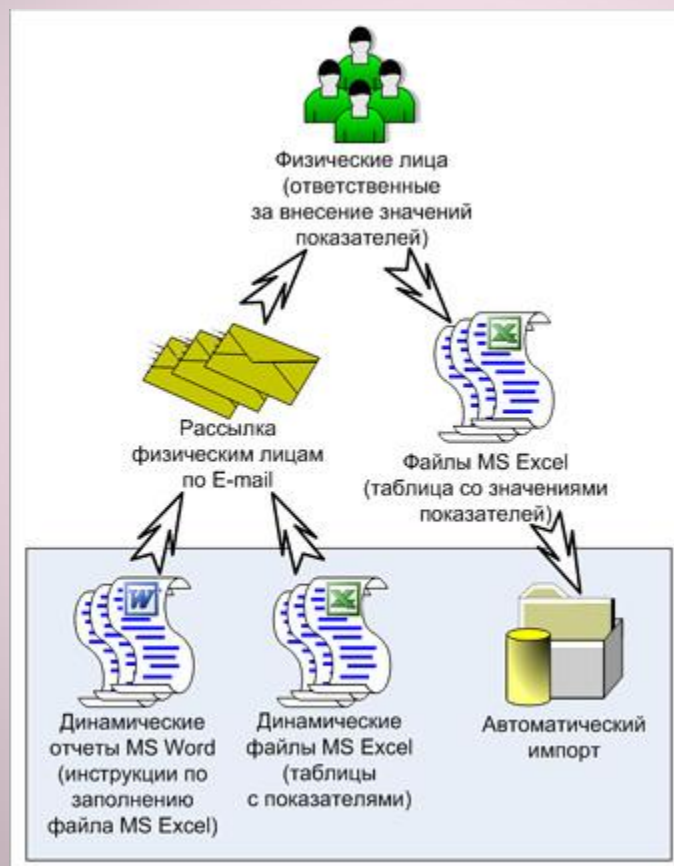 Физические лица
(ответственные
за внесение значений
показателей)
Рассылка
физическим лицам
по E-mail
Файлы MS Excel
(таблица со значениями
показателей)
Динамические
отчеты MS Word
(инструкции по
заполнению
файла MS Excel)
Динамические
файлы MS Excel
(таблицы
с показателями)
Автоматический
импорт